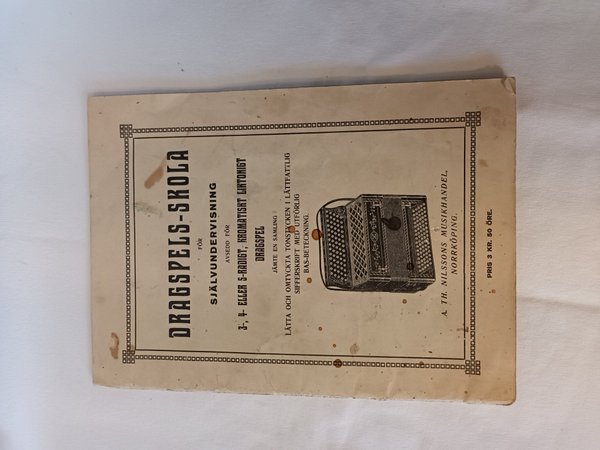 DRAGSPELS-SKOLA
FÖR
SJÄLVUNDERVISNING
AVSEDD FÖR
3-, 4- ELLER 5-RADIGT, KROMATISKT LIKTONIGT
DRAGSPEL
JÄMTE EN SAMLING
LÄTTA OCH OMTYCKTA TONSTYCKEN I LÄTTFATTLIG
SIFFERSKRIFT MED UTFÖRLIG
BAS-BETECKNING.
A. TH. NILSSONS MUSIKHANDEL,
NORRKÖPING.
PRIS 3 KR. 50 ÖRE.